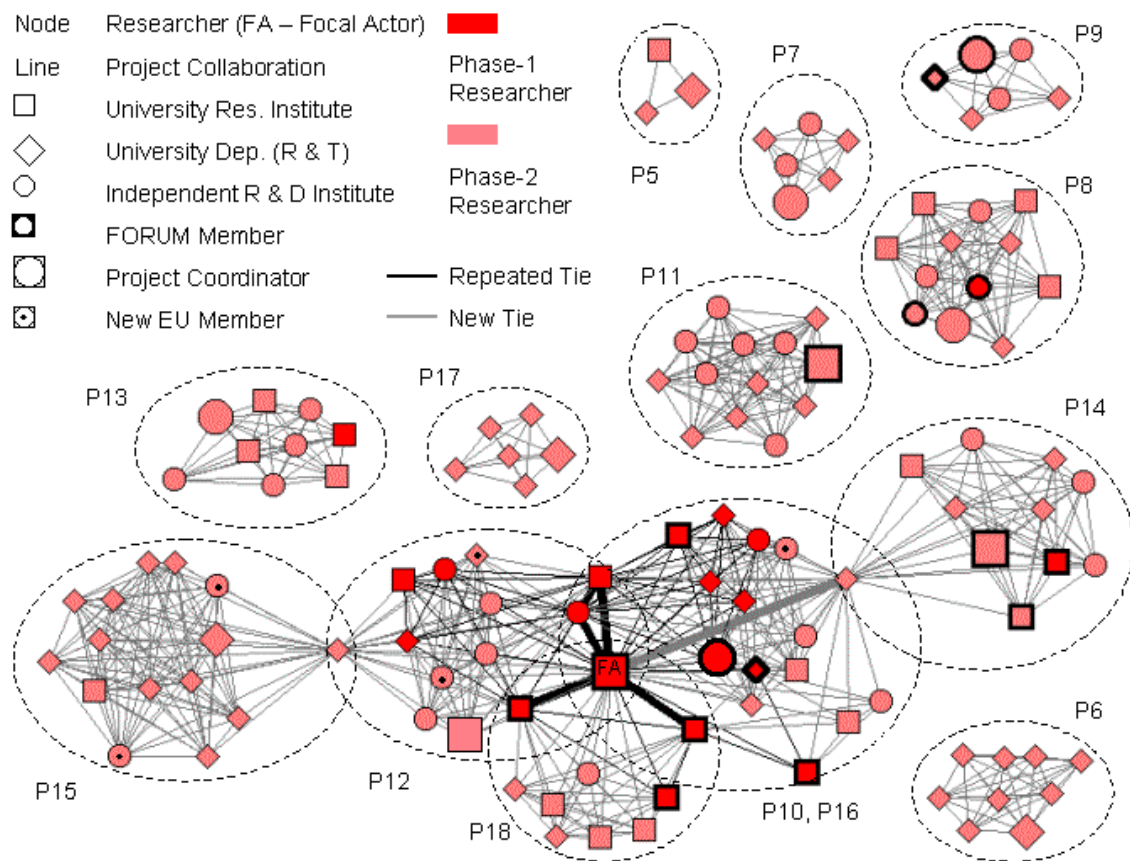 Node Researcher (FA – Focal Actor)
Line Project Collaboration
University Res. Institute
University Dep. (R & T)
Independent R & D Institute
FORUM Member
Project Coordinator
New EU Member
Phase-1
Researcher
Phase-2
Researcher
Repeated Tie
New Tie
P5
P7
P9
P8
P11
P13
P17
P14
FA
P15
P12
P18
P10, P16
P6